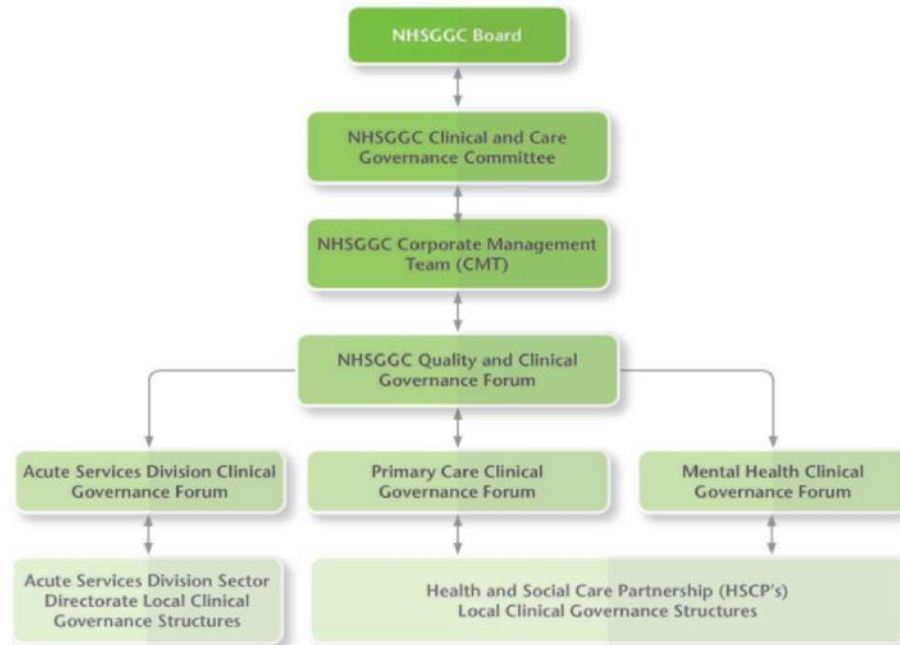 NHSGGC Board
NHSGGC Clinical and Care
Governance Committee
NHSGGC Corporate Management
Team (CMT)
NHSGGC Quality and Clinical
Governance Forum
Acute Services Division Clinical
Governance Forum
Primary Care Clinical
Governance Forum
Mental Health Clinical
Governance Forum
Acute Services Division Sector
Directorate Local Clinical
Governance Structures
Health and Social Care Partnership (HSCP's)
Local Clinical Governance Structures